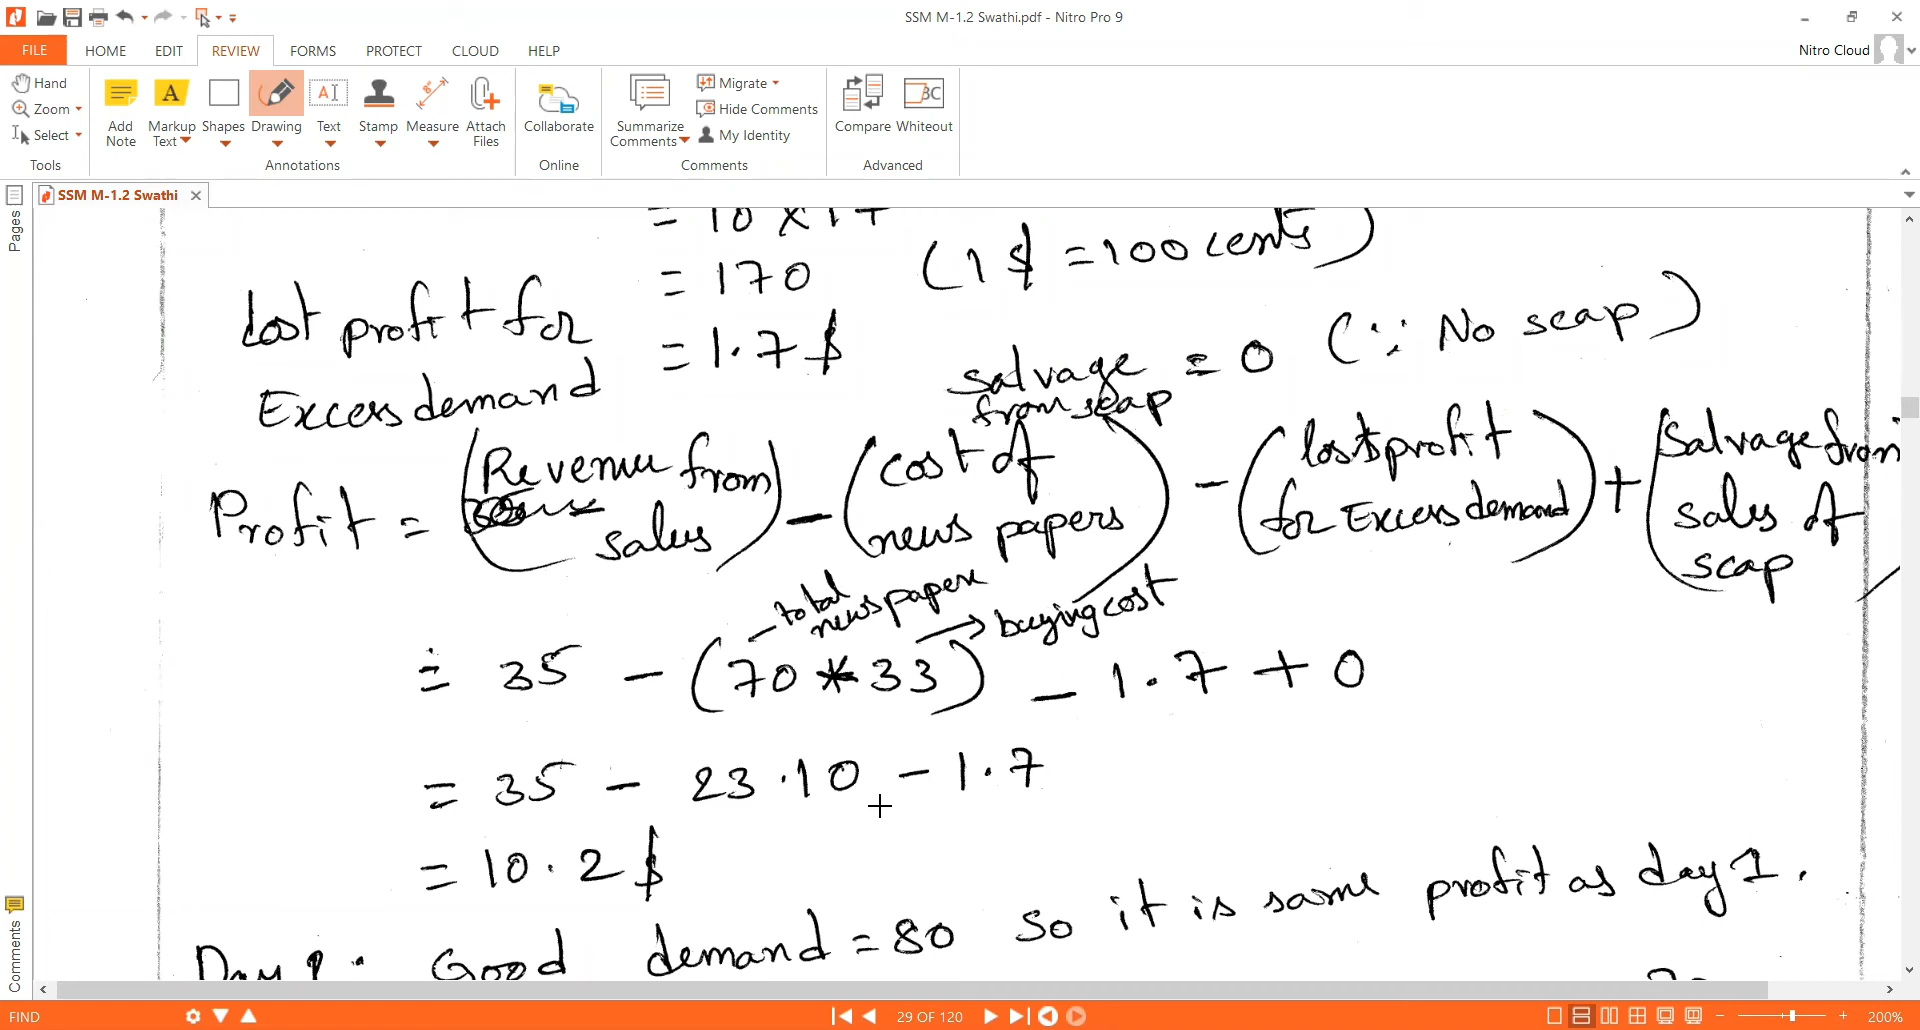 SSM M-1.2 Swathi.pdf - Nitro Pro 9
FILE HOME EDIT REVIEW FORMS PROTECT CLOUD HELP
Nitro Cloud
Hand
Zoom
Select
Tools
Add Note
Markup Text
Shapes
Drawing
Text
Stamp
Measure
Attach Files
Annotations
Collaborate
Online
Summarize Comments
Migrate
Hide Comments
My Identity
Comments
Compare
Whiteout
Advanced
SSM M-1.2 Swathi
Pages
= 10 x 17
= 170 (1 $ = 100 cents)
Lost profit for
Excess demand
= 1.7 $
salvage from scap = 0 (∵ No scap)
Profit = (Revenue from sales) - (cost of news papers) - (lost profit for Excess demand) + (Salvage from sales of scap
total news papers
buying cost
= 35 - (70 * 33) - 1.7 + 0
= 35 - 23.10 - 1.7
= 10.2 $
Good demand = 80 so it is same profit as day 1.
Comments
FIND
29 OF 120
200%